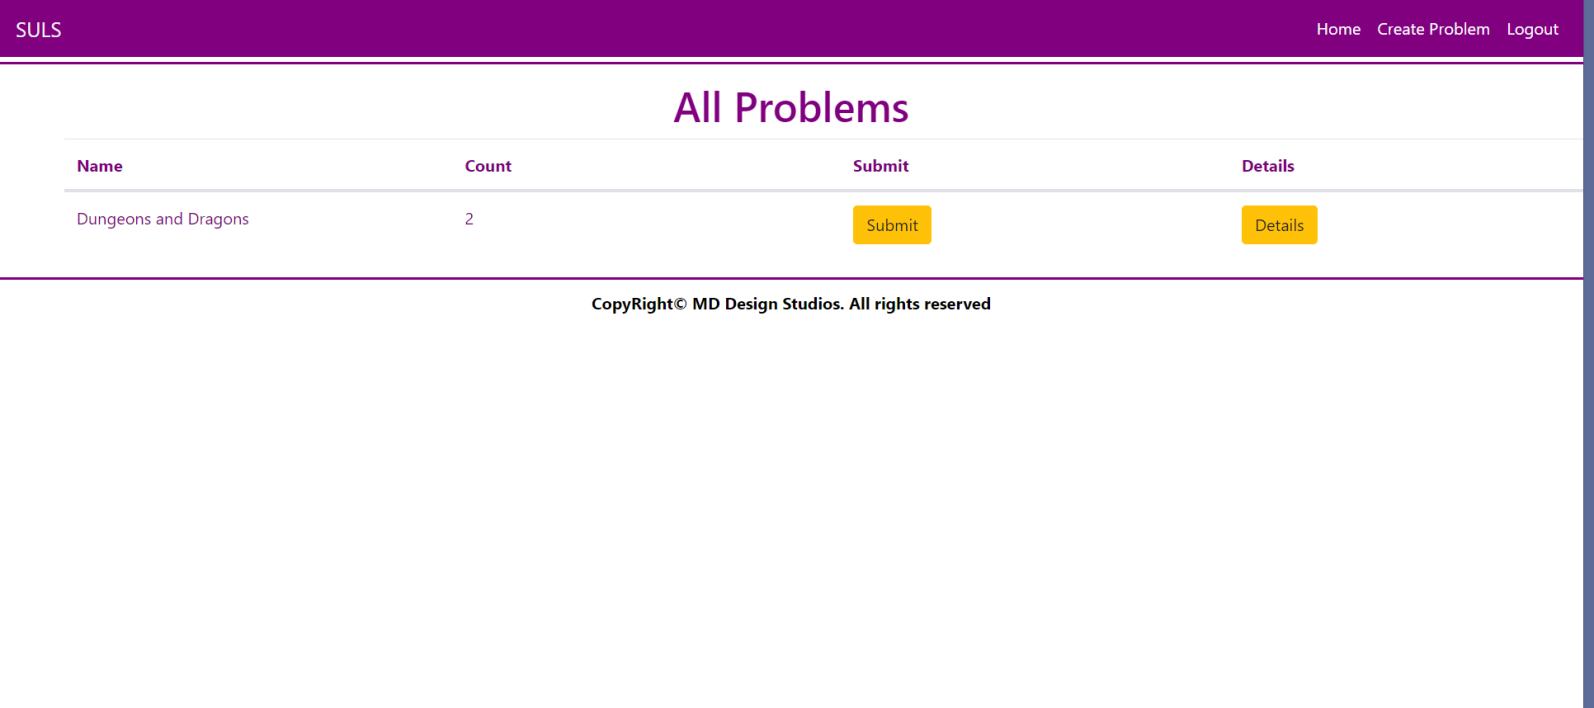 SULS Home Create Problem Logout
All Problems
Name Count Submit Details
Dungeons and Dragons 2 Submit Details
CopyRight© MD Design Studios. All rights reserved